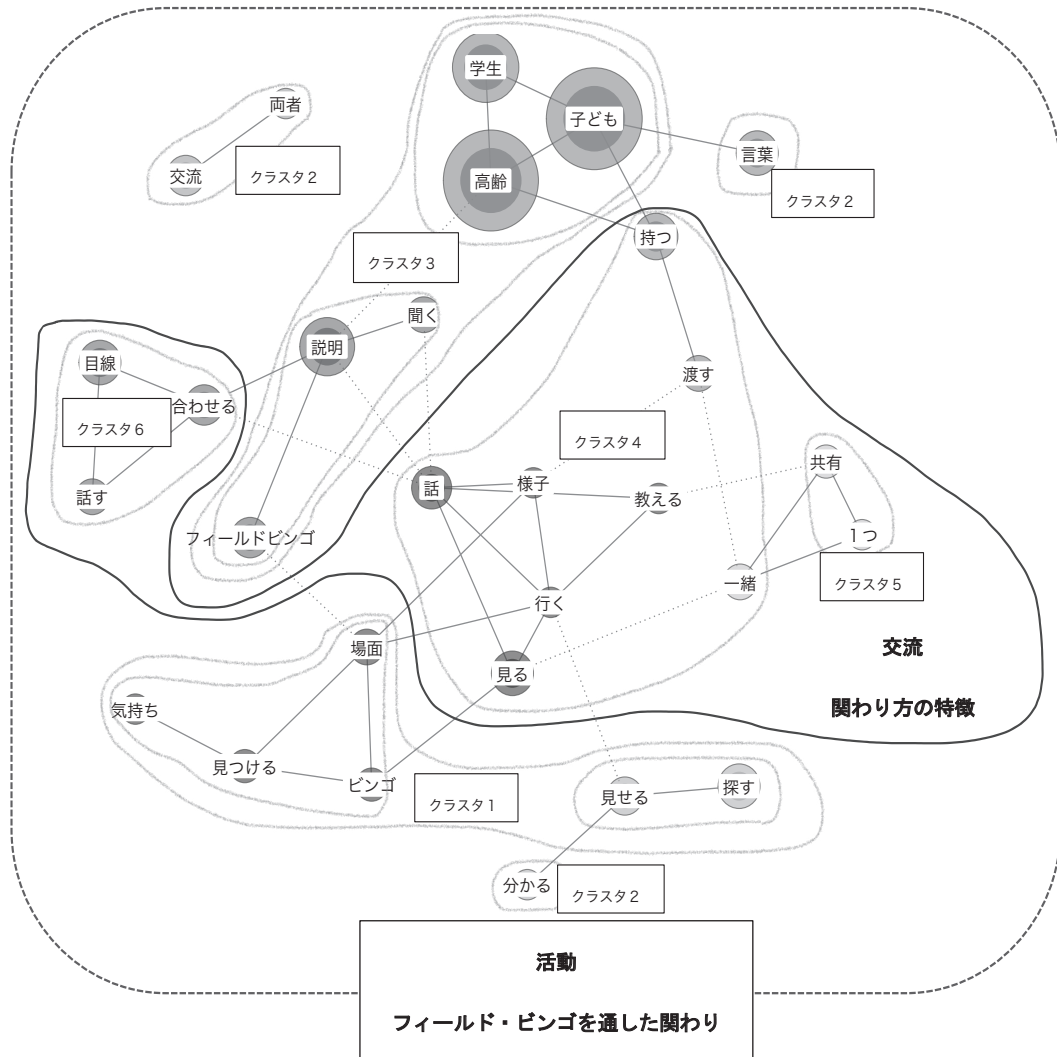 学生
両者
子ども
言葉
交流
クラスタ２
高齢
クラスタ２
持つ
クラスタ３
聞く
説明
目線
渡す
合わせる
クラスタ６
クラスタ４
話す
話
様子
教える
共有
１つ
フィールドビンゴ
クラスタ５
一緒
行く
場面
見る
交流
関わり方の特徴
気持ち
見つける
ビンゴ
クラスタ１
見せる
探す
分かる
クラスタ２
活動
フィールド・ビンゴを通した関わり